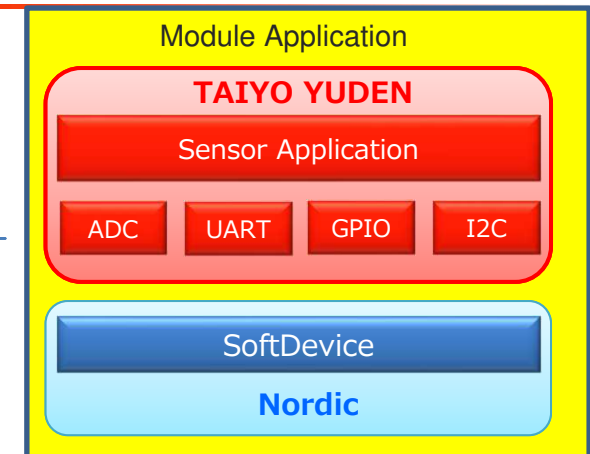 Module Application
TAIYO YUDEN
Sensor Application
ADC UART GPIO I2C
SoftDevice
Nordic